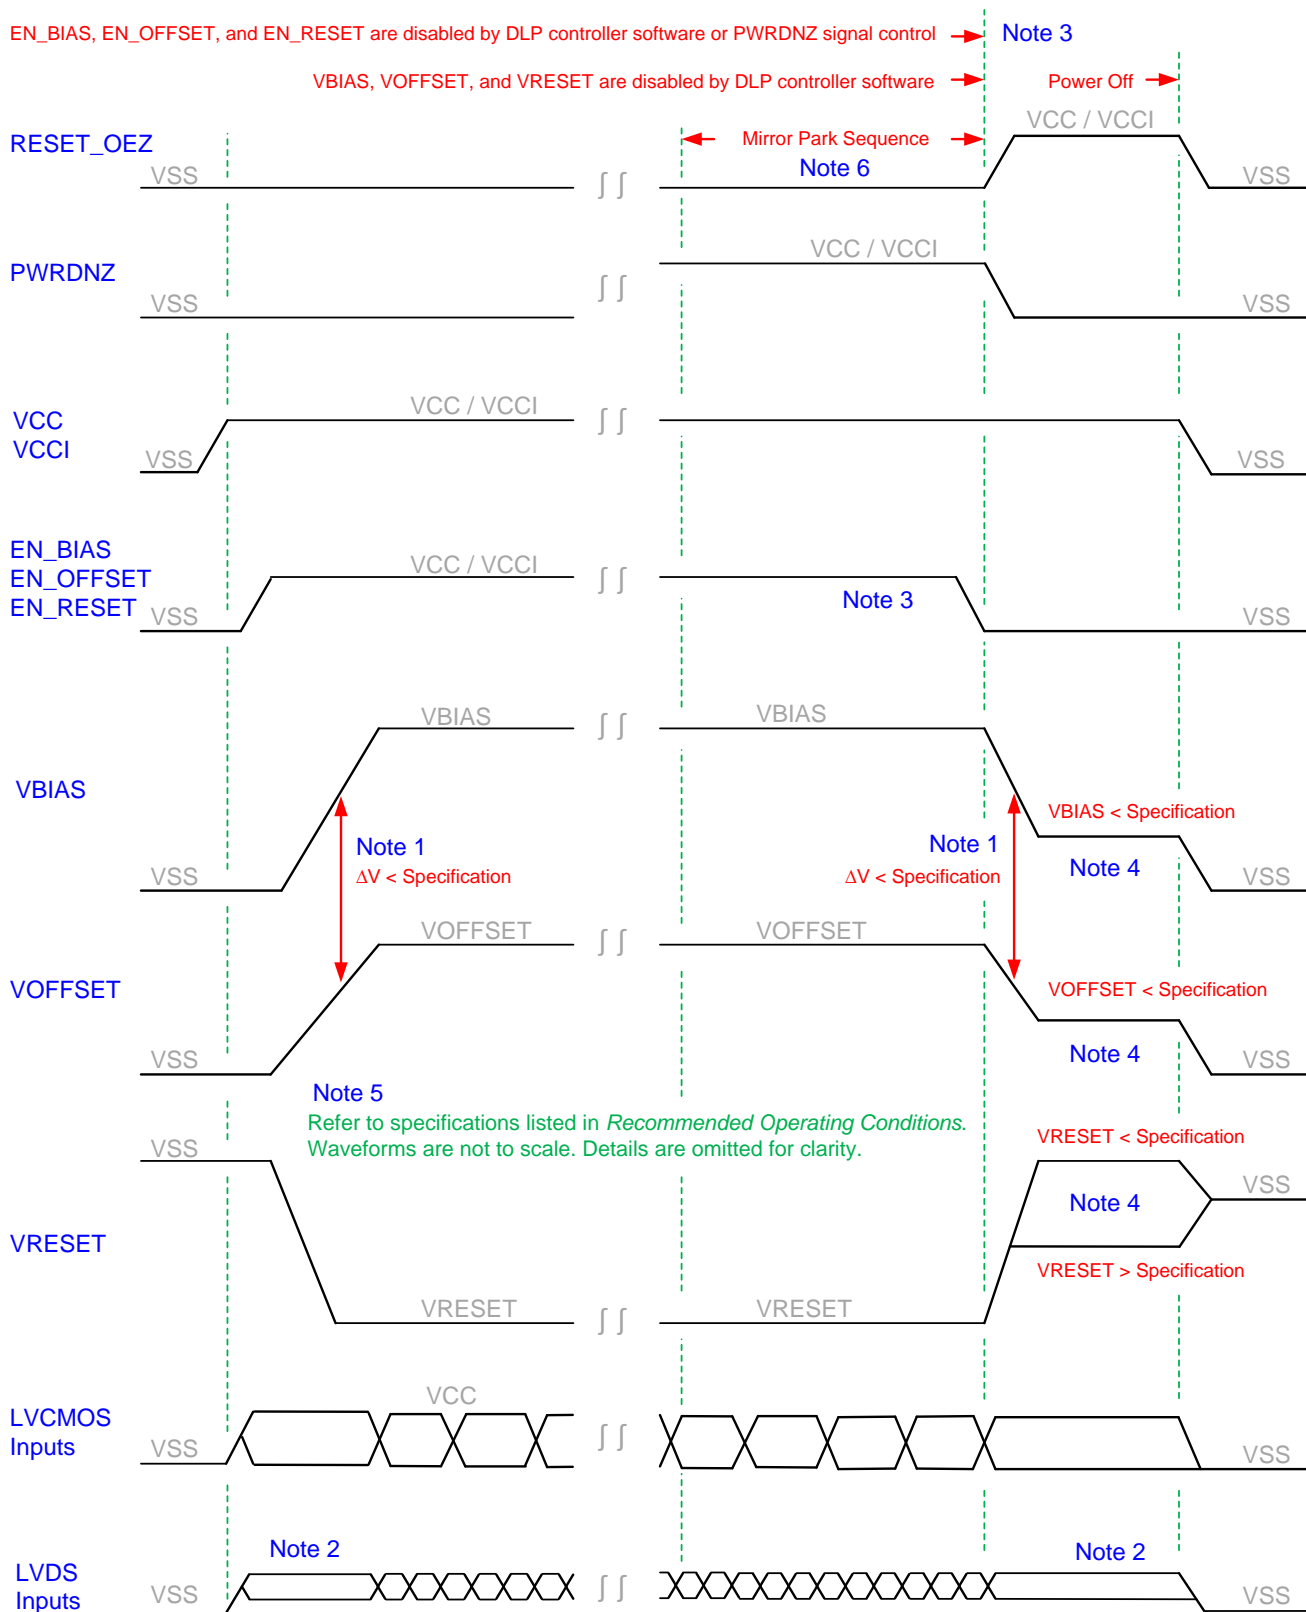 EN_BIAS, EN_OFFSET, and EN_RESET are disabled by DLP controller software or PWRDNZ signal control
Note 3
VBIAS, VOFFSET, and VRESET are disabled by DLP controller software
Power Off
RESET_OEZ
VSS
Mirror Park Sequence
Note 6
VCC / VCCI
VSS
PWRDNZ
VSS
VCC / VCCI
VSS
VCC
VCCI
VSS
VCC / VCCI
VSS
EN_BIAS
EN_OFFSET
EN_RESET
VSS
VCC / VCCI
Note 3
VSS
VBIAS
VSS
VBIAS
VBIAS
VBIAS < Specification
Note 1
ΔV < Specification
Note 1
ΔV < Specification
Note 4
VSS
VOFFSET
VSS
VOFFSET
VOFFSET
VOFFSET < Specification
Note 4
VSS
Note 5
Refer to specifications listed in Recommended Operating Conditions.
Waveforms are not to scale. Details are omitted for clarity.
VRESET
VSS
VRESET
VRESET
VRESET < Specification
Note 4
VSS
VRESET > Specification
LVCMOS
Inputs
VSS
VCC
VSS
LVDS
Inputs
VSS
Note 2
Note 2
VSS